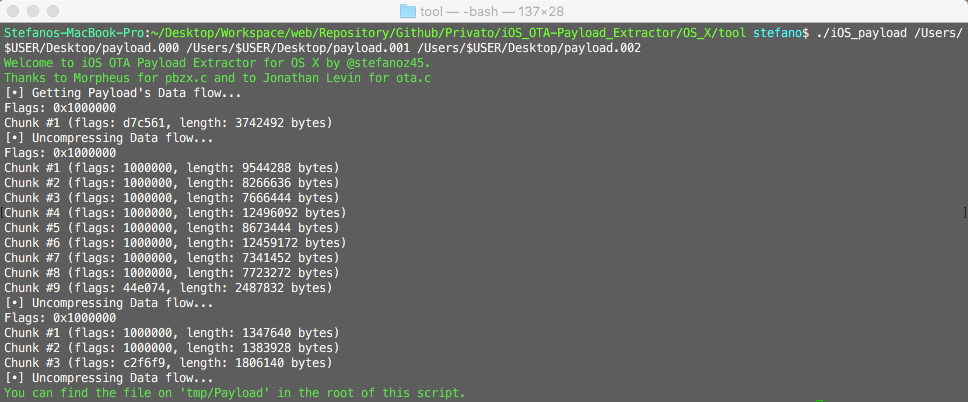 tool — -bash — 137×28
Stefanos-MacBook-Pro:~/Desktop/Workspace/web/Repository/Github/Privato/iOS_OTA-Payload_Extractor/OS_X/tool stefano$ ./iOS_payload /Users/
$USER/Desktop/payload.000 /Users/$USER/Desktop/payload.001 /Users/$USER/Desktop/payload.002
Welcome to iOS OTA Payload Extractor for OS X by @stefanoz45.
Thanks to Morpheus for pbzx.c and to Jonathan Levin for ota.c
[•] Getting Payload's Data flow...
Flags: 0x1000000
Chunk #1 (flags: d7c561, length: 3742492 bytes)
[•] Uncompressing Data flow...
Flags: 0x1000000
Chunk #1 (flags: 1000000, length: 9544288 bytes)
Chunk #2 (flags: 1000000, length: 8266636 bytes)
Chunk #3 (flags: 1000000, length: 7666444 bytes)
[Chunk #4 (flags: 1000000, length: 12496092 bytes) ]
Chunk #5 (flags: 1000000, length: 8673444 bytes)
Chunk #6 (flags: 1000000, length: 12459172 bytes)
Chunk #7 (flags: 1000000, length: 7341452 bytes)
Chunk #8 (flags: 1000000, length: 7723272 bytes)
Chunk #9 (flags: 44e074, length: 2487832 bytes)
[•] Uncompressing Data flow...
Flags: 0x1000000
Chunk #1 (flags: 1000000, length: 1347640 bytes)
Chunk #2 (flags: 1000000, length: 1383928 bytes)
Chunk #3 (flags: c2f6f9, length: 1806140 bytes)
[•] Uncompressing Data flow...
You can find the file on 'tmp/Payload' in the root of this script.